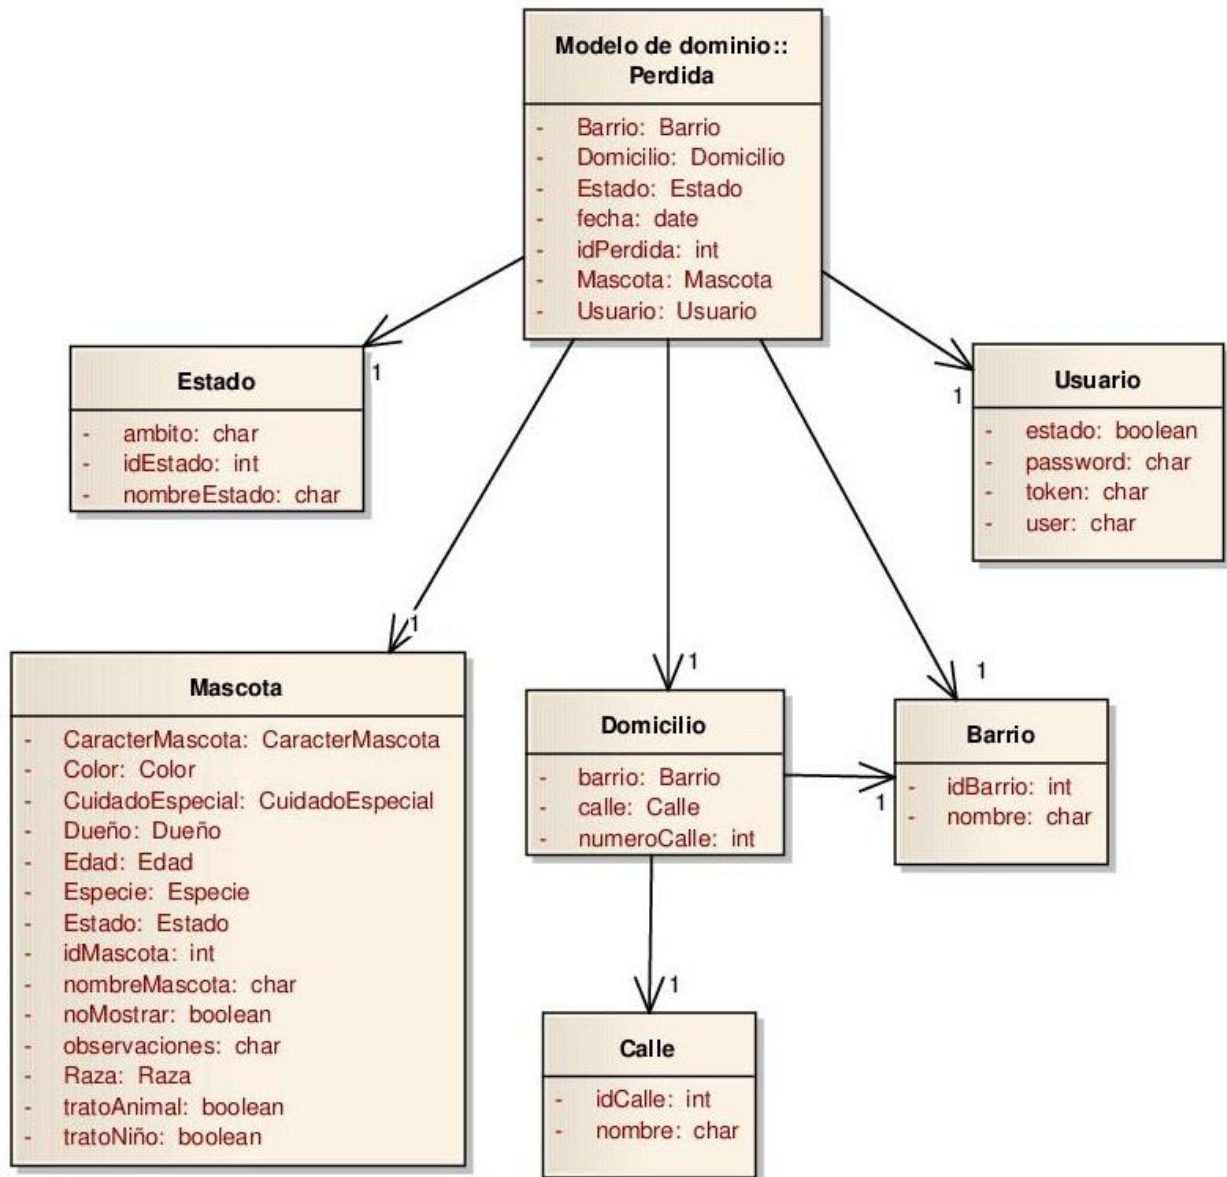 Modelo de dominio::
Perdida
- Barrio: Barrio
- Domicilio: Domicilio
- Estado: Estado
- fecha: date
- idPerdida: int
- Mascota: Mascota
- Usuario: Usuario
1
Estado
- ambito: char
- idEstado: int
- nombreEstado: char
1
Usuario
- estado: boolean
- password: char
- token: char
- user: char
1
Mascota
- CaracterMascota: CaracterMascota
- Color: Color
- CuidadoEspecial: CuidadoEspecial
- Dueño: Dueño
- Edad: Edad
- Especie: Especie
- Estado: Estado
- idMascota: int
- nombreMascota: char
- noMostrar: boolean
- observaciones: char
- Raza: Raza
- tratoAnimal: boolean
- tratoNiño: boolean
1
Domicilio
- barrio: Barrio
- calle: Calle
- numeroCalle: int
1
1
Barrio
- idBarrio: int
- nombre: char
1
Calle
- idCalle: int
- nombre: char